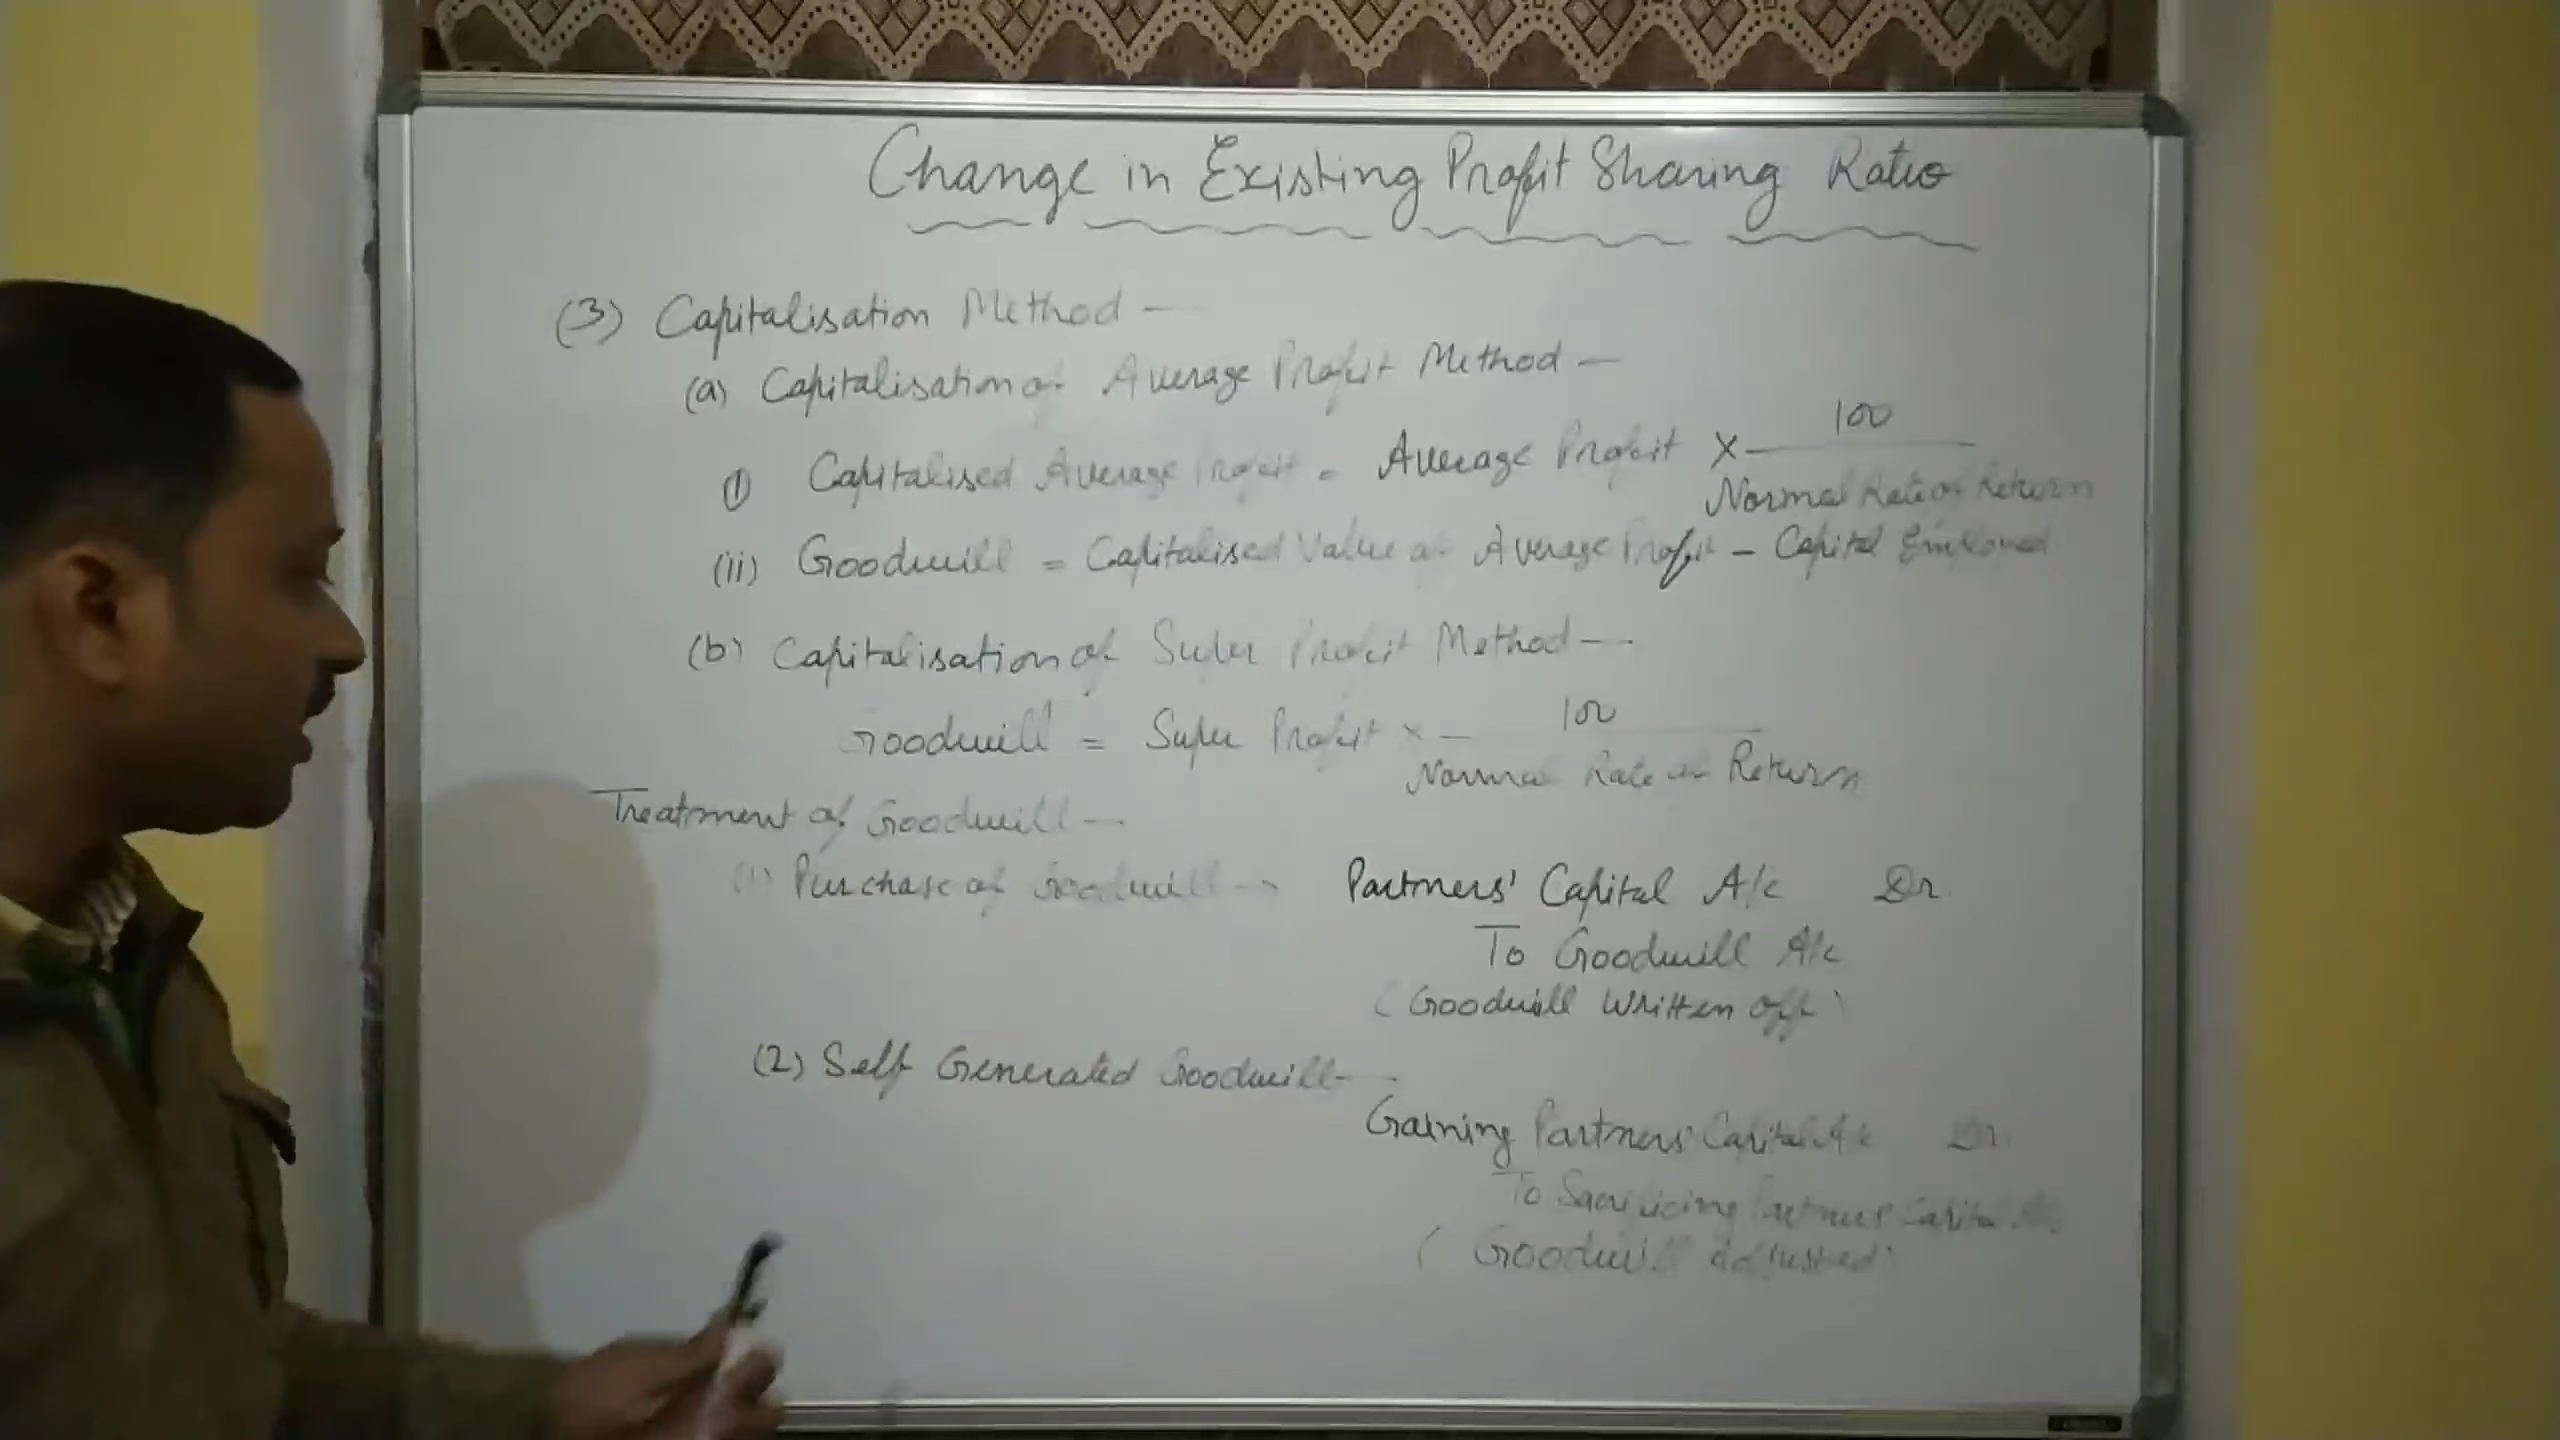 Change in Existing Profit Sharing Ratio
(3) Capitalisation Method —
(a) Capitalisation of Average Profit Method —
(i) Capitalised Average Profit = Average Profit × 100
Normal Rate of Return
(ii) Goodwill = Capitalised Value of Average Profit – Capital Employed
(b) Capitalisation of Super Profit Method —
Goodwill = Super Profit × 100
Normal Rate of Return
Treatment of Goodwill —
(1) Purchase of Goodwill → Partners' Capital A/c Dr.
To Goodwill A/c
(Goodwill Written off)
(2) Self Generated Goodwill —
Gaining Partners' Capital A/c Dr.
To Sacrificing Partners Capital A/c
(Goodwill adjusted)